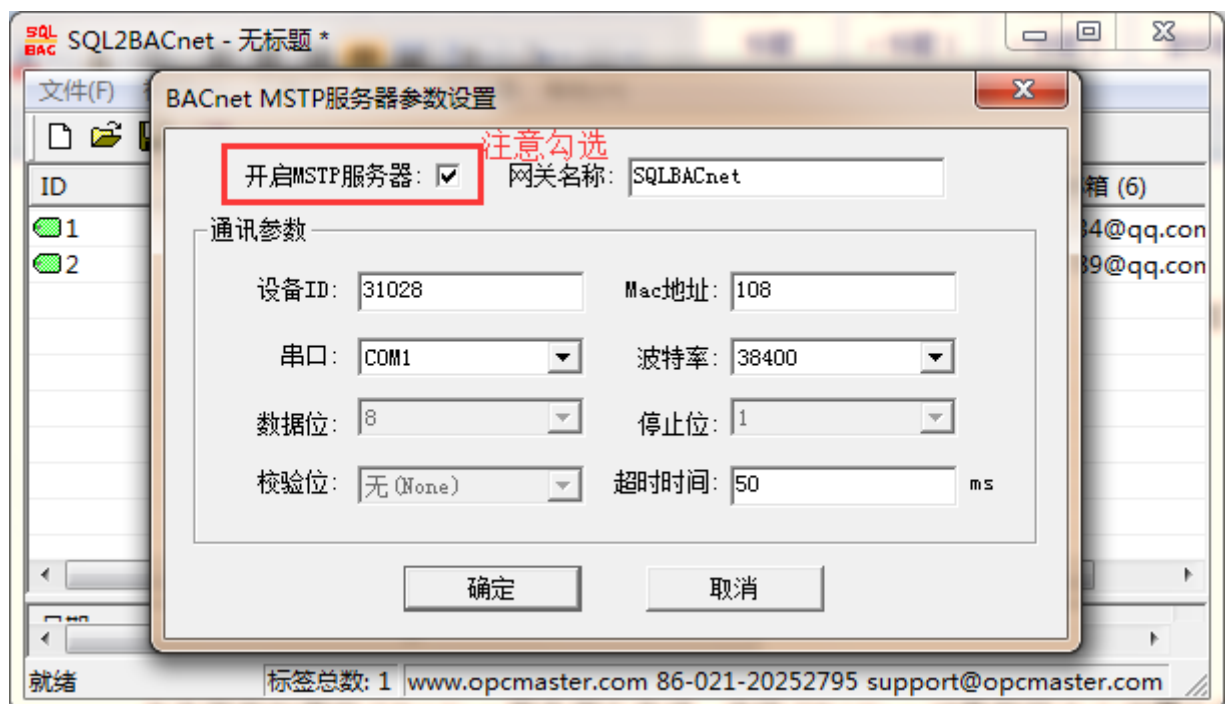 SQL
BAC
SQL2BACnet - 无标题 *
文件(F)
BACnet MSTP服务器参数设置
注意勾选
开启MSTP服务器:
网关名称: SQLBACnet
ID
箱 (6)
1
34@qq.con
2
39@qq.con
通讯参数
设备ID: 31028
Mac地址: 108
串口: COM1
波特率: 38400
数据位: 8
停止位: 1
校验位: 无(None)
超时时间: 50 ms
确定
取消
就绪
标签总数: 1
www.opcmaster.com 86-021-20252795 support@opcmaster.com